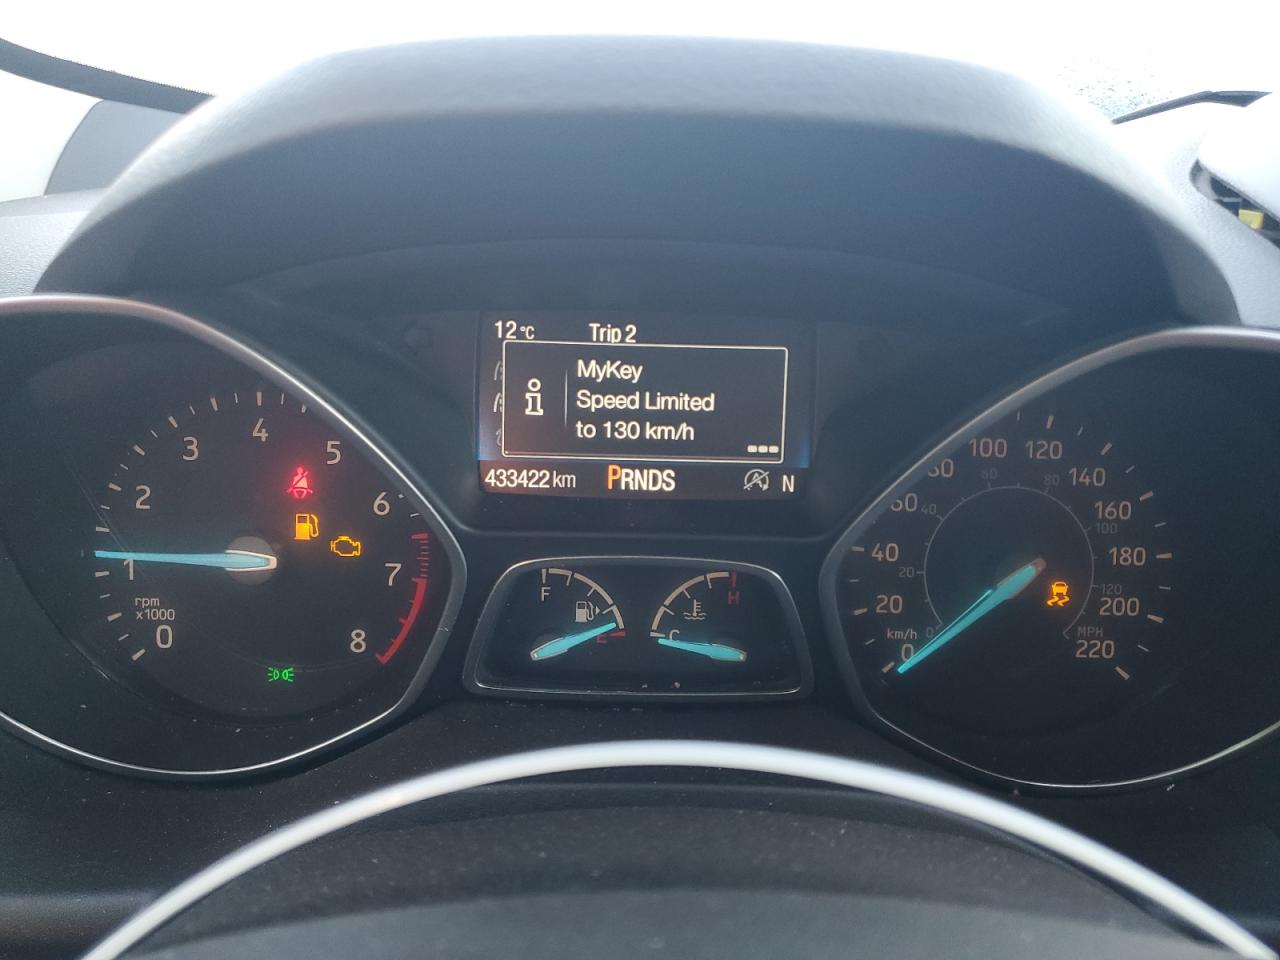 12 °C Trip 2
MyKey
Speed Limited
to 130 km/h
433422 km PRNDS N
0 1 2 3 4 5 6 7 8
rpm
x1000
F E
C H
0 20 40 100 120 140 160 180 200 220
km/h
0 20 40 60 80 100 120
MPH